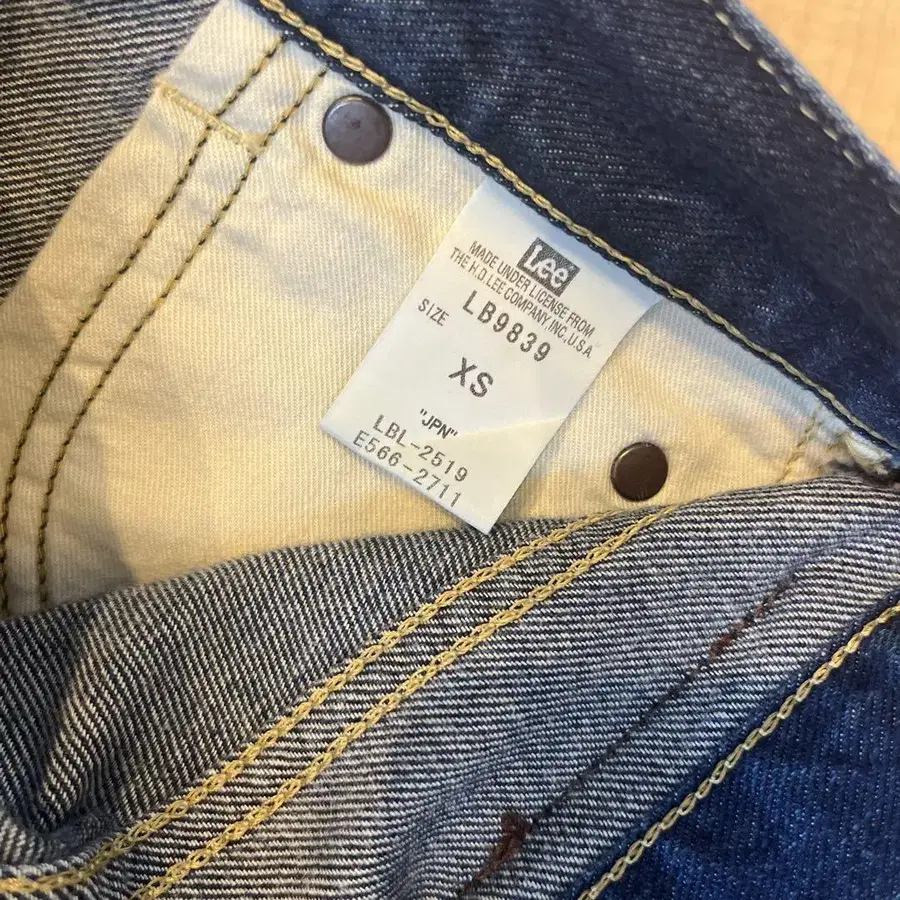 Lee
MADE UNDER LICENSE FROM
THE H.D.LEE COMPANY,INC,U.S.A
LB9839
SIZE
XS
"JPN"
LBL-2519
E566-2711